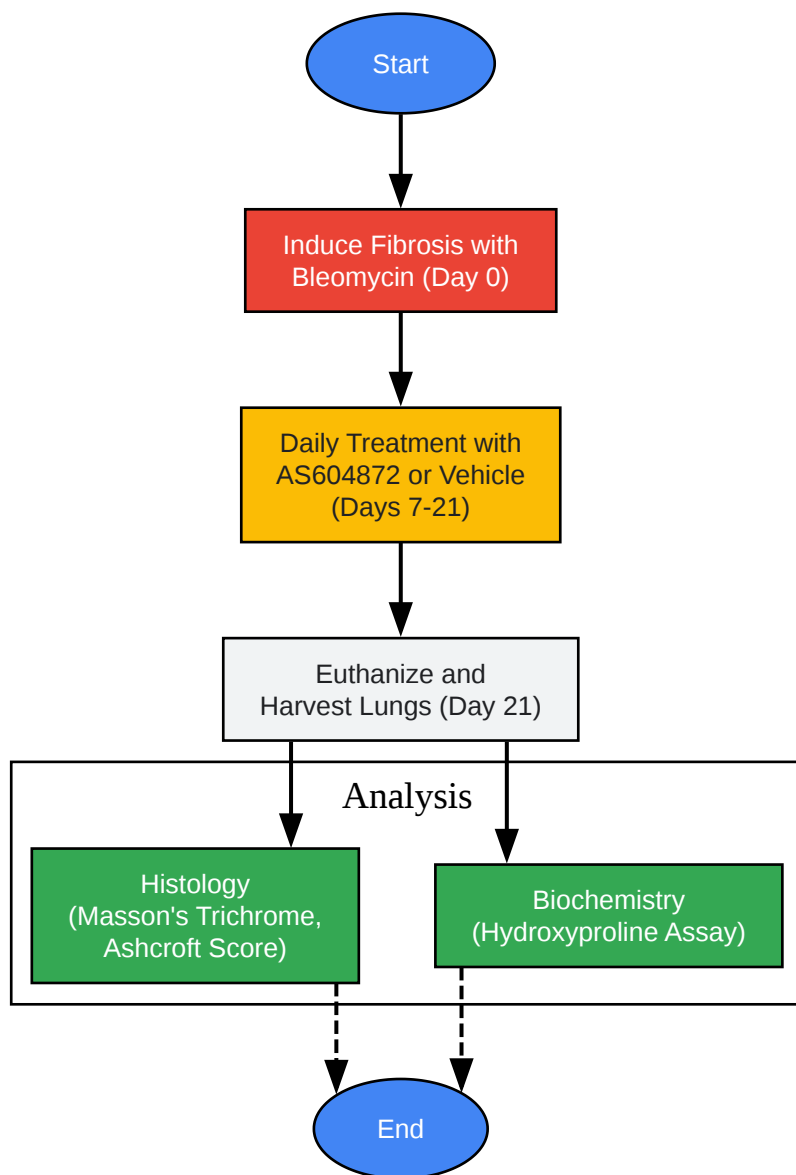 Start
Induce Fibrosis with
Bleomycin (Day 0)
Daily Treatment with
AS604872 or Vehicle
(Days 7-21)
Euthanize and
Harvest Lungs (Day 21)
Analysis
Histology
(Masson's Trichrome,
Ashcroft Score)
Biochemistry
(Hydroxyproline Assay)
End